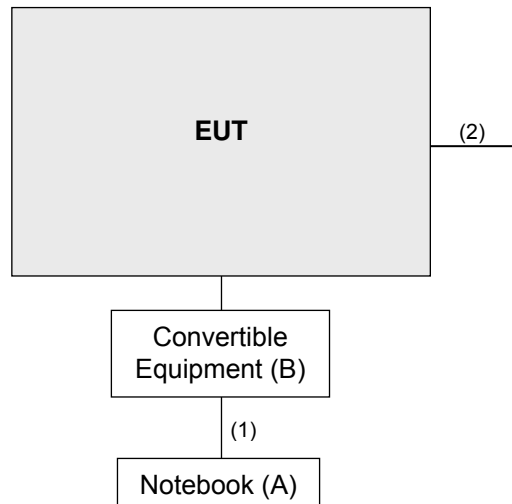 EUT
(2)
Convertible
Equipment (B)
(1)
Notebook (A)